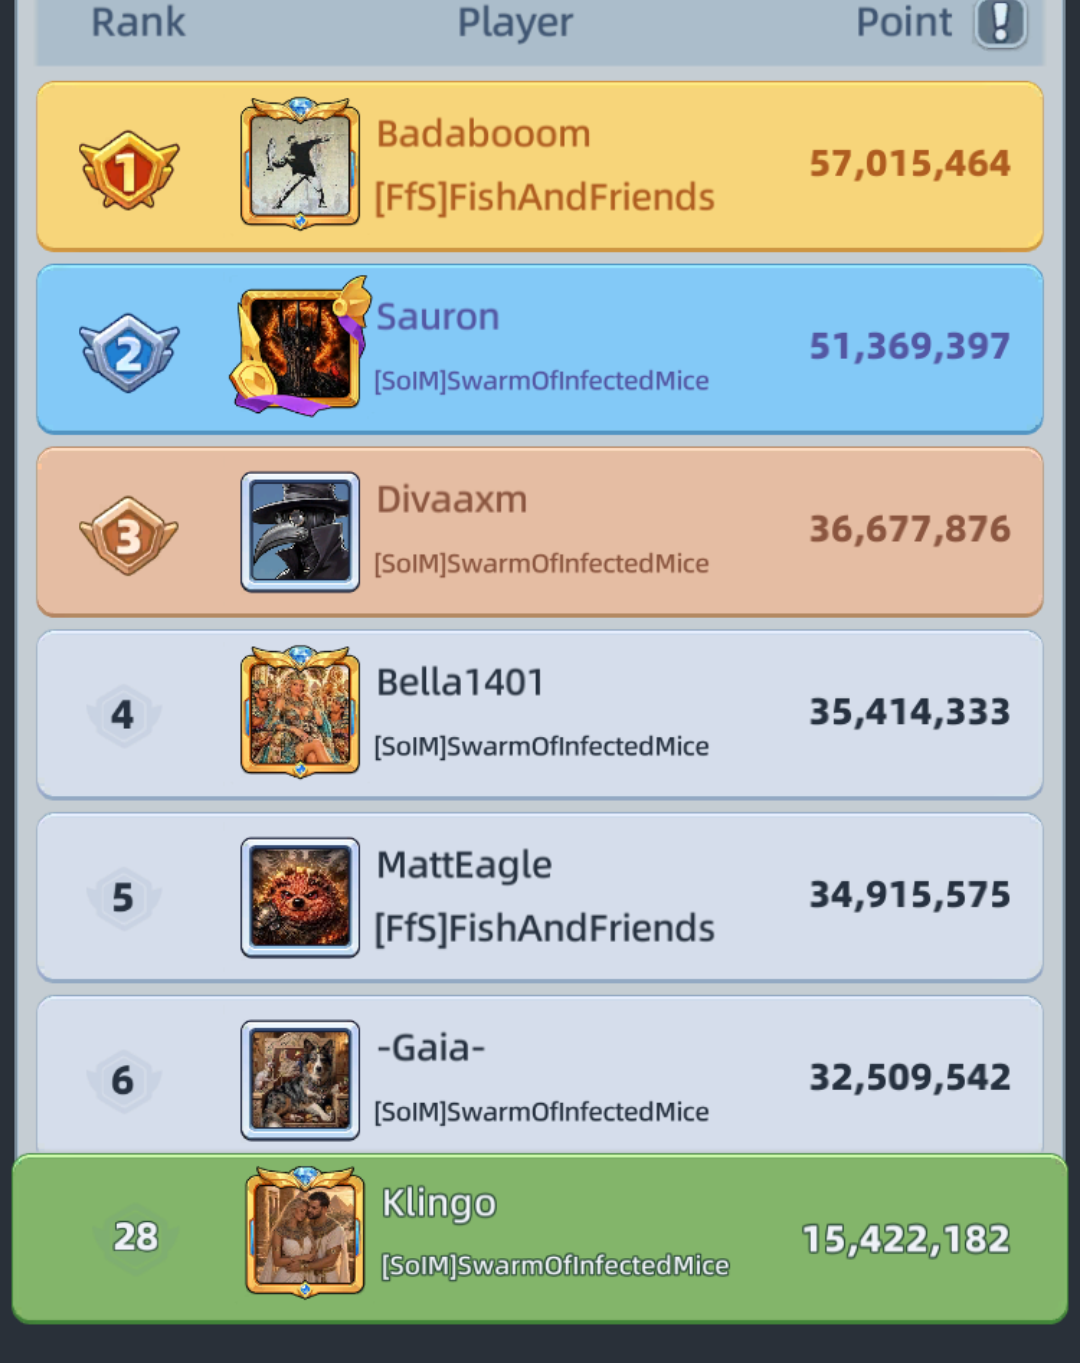 Rank Player Point !
1 Badabooom 57,015,464
[FfS]FishAndFriends
2 Sauron 51,369,397
[SoIM]SwarmOfInfectedMice
3 Divaaxm 36,677,876
[SoIM]SwarmOfInfectedMice
4 Bella1401 35,414,333
[SoIM]SwarmOfInfectedMice
5 MattEagle 34,915,575
[FfS]FishAndFriends
6 -Gaia- 32,509,542
[SoIM]SwarmOfInfectedMice
28 Klingo 15,422,182
[SoIM]SwarmOfInfectedMice